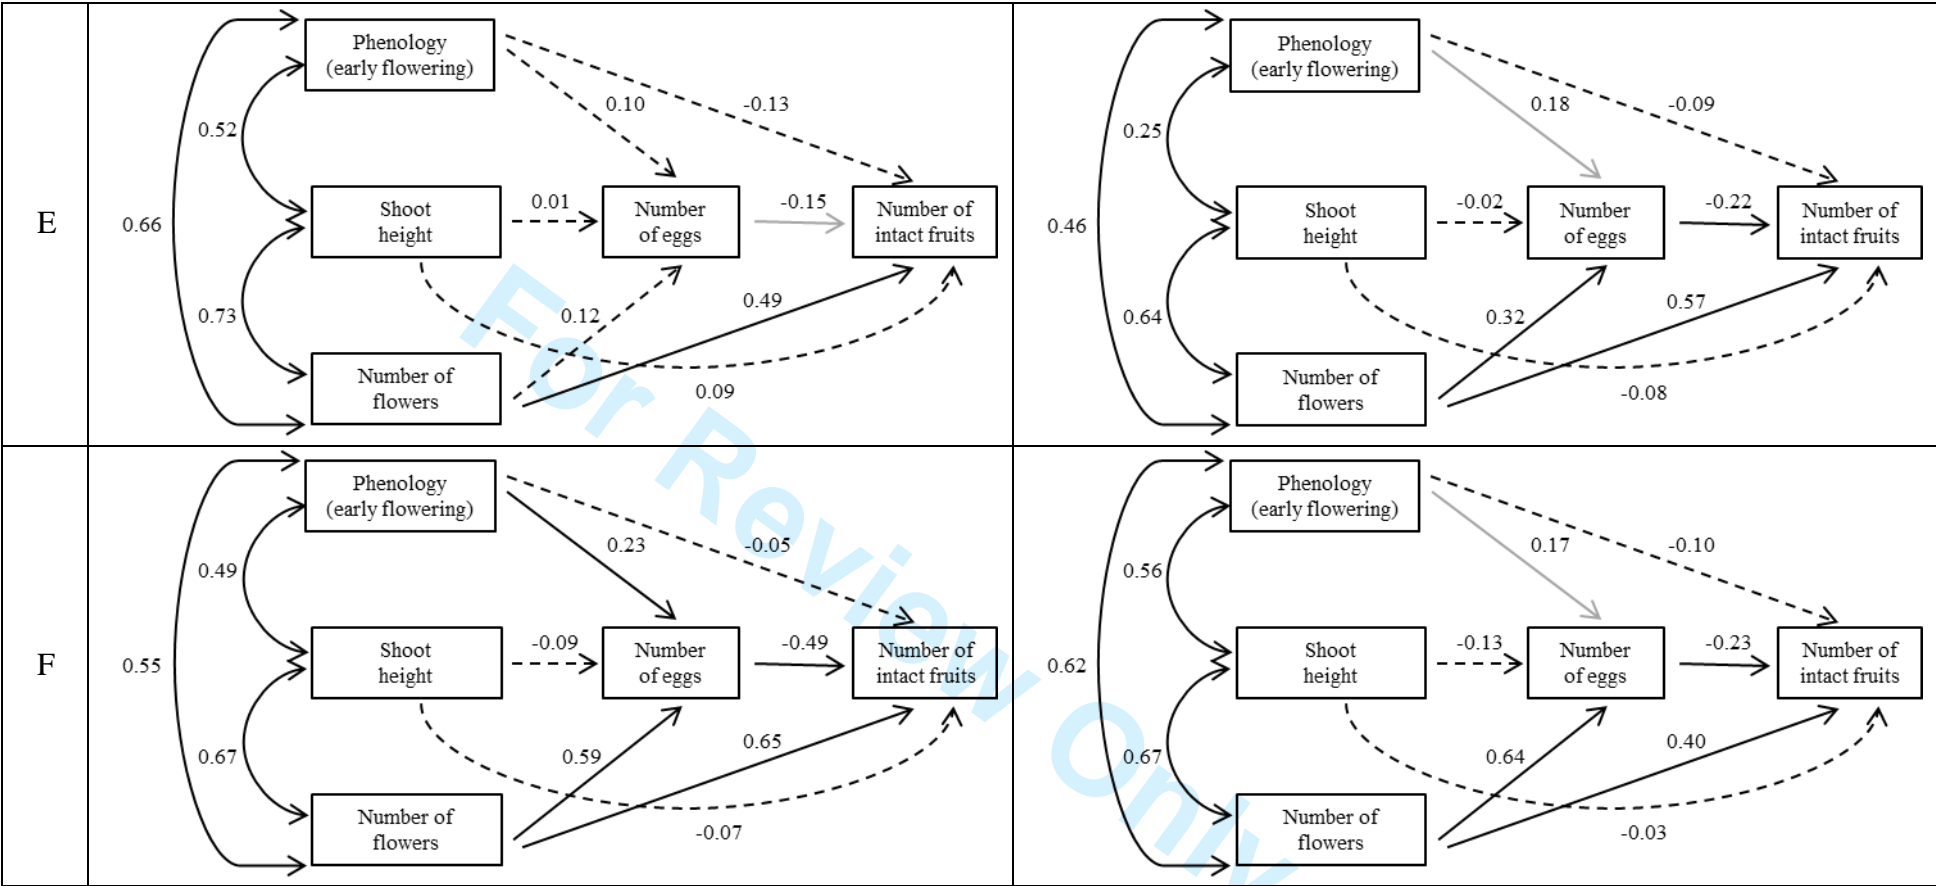 E
Phenology
(early flowering)
0.10
-0.13
0.52
0.66
Shoot
height
0.01
Number
of eggs
-0.15
Number of
intact fruits
0.73
0.12
0.49
0.09
Number of
flowers
Phenology
(early flowering)
0.18
-0.09
0.25
0.46
Shoot
height
-0.02
Number
of eggs
-0.22
Number of
intact fruits
0.64
0.32
0.57
-0.08
Number of
flowers
F
Phenology
(early flowering)
0.23
-0.05
0.49
0.55
Shoot
height
-0.09
Number
of eggs
-0.49
Number of
intact fruits
0.67
0.59
0.65
-0.07
Number of
flowers
Phenology
(early flowering)
0.17
-0.10
0.56
0.62
Shoot
height
-0.13
Number
of eggs
-0.23
Number of
intact fruits
0.67
0.64
0.40
-0.03
Number of
flowers
For Review Only